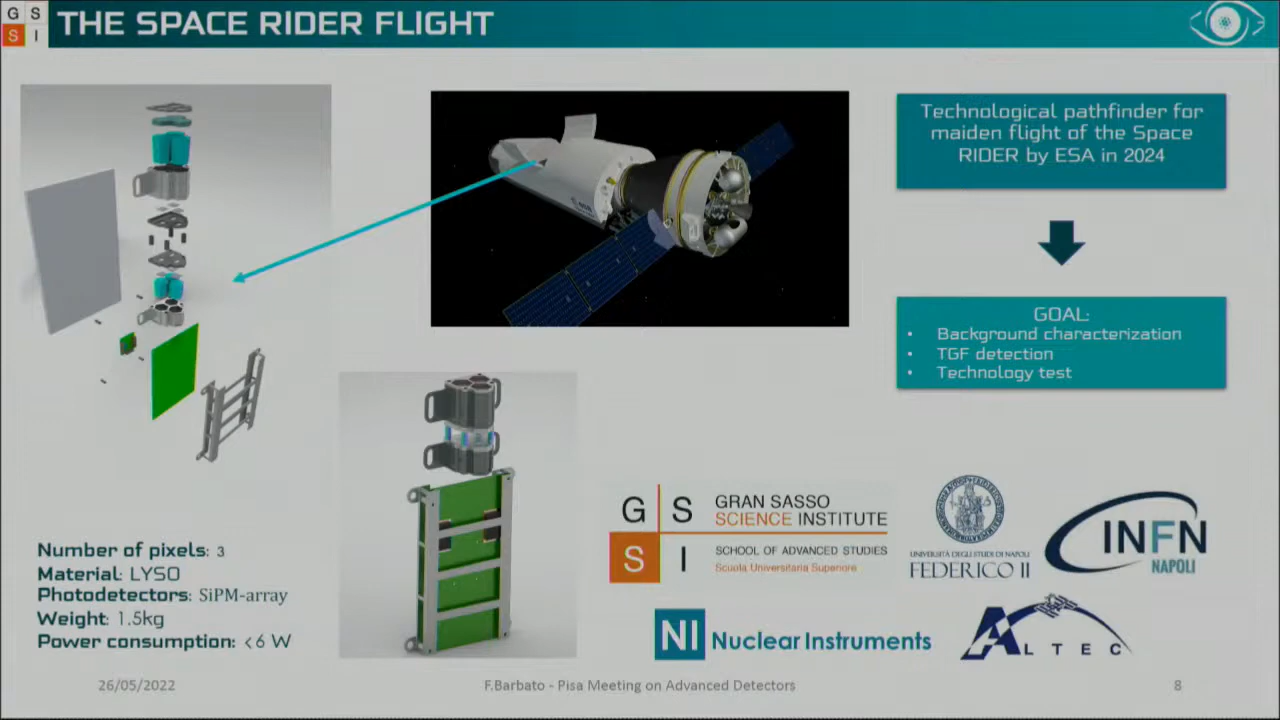 G S
S I
THE SPACE RIDER FLIGHT
Technological pathfinder for
maiden flight of the Space
RIDER by ESA in 2024
GOAL:
• Background characterization
• TGF detection
• Technology test
Number of pixels: 3
Material: LYSO
Photodetectors: SiPM-array
Weight: 1.5kg
Power consumption: <6 W
G S
S I
GRAN SASSO
SCIENCE INSTITUTE
SCHOOL OF ADVANCED STUDIES
Scuola Universitaria Superiore
UNIVERSITÀ DEGLI STUDI DI NAPOLI
FEDERICO II
INFN
NAPOLI
NI Nuclear Instruments
ALTEC
26/05/2022
F.Barbato - Pisa Meeting on Advanced Detectors
8